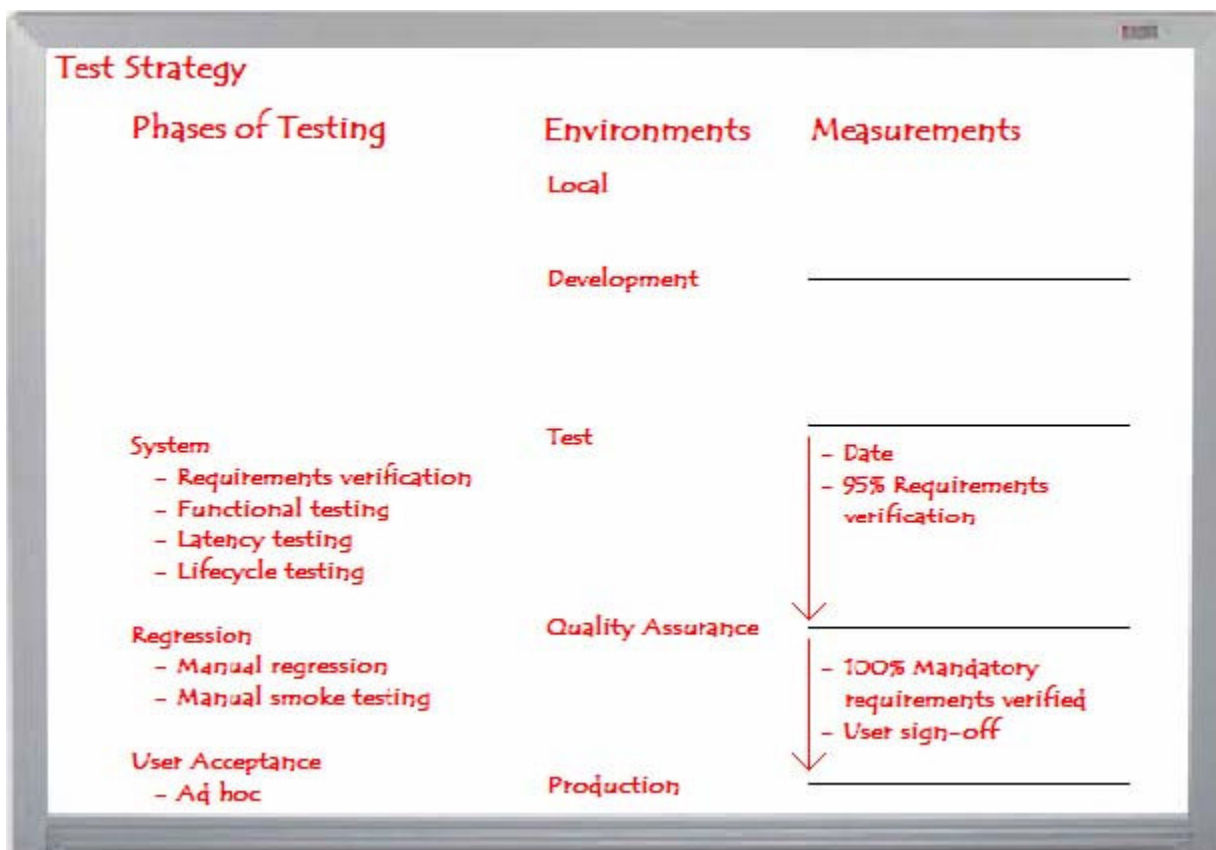 Test Strategy
Phases of Testing
Environments
Measurements
Local
Development
System
- Requirements verification
- Functional testing
- Latency testing
- Lifecycle testing
Test
- Date
- 95% Requirements
verification
Regression
- Manual regression
- Manual smoke testing
Quality Assurance
- 100% Mandatory
requirements verified
- User sign-off
User Acceptance
- Ad hoc
Production